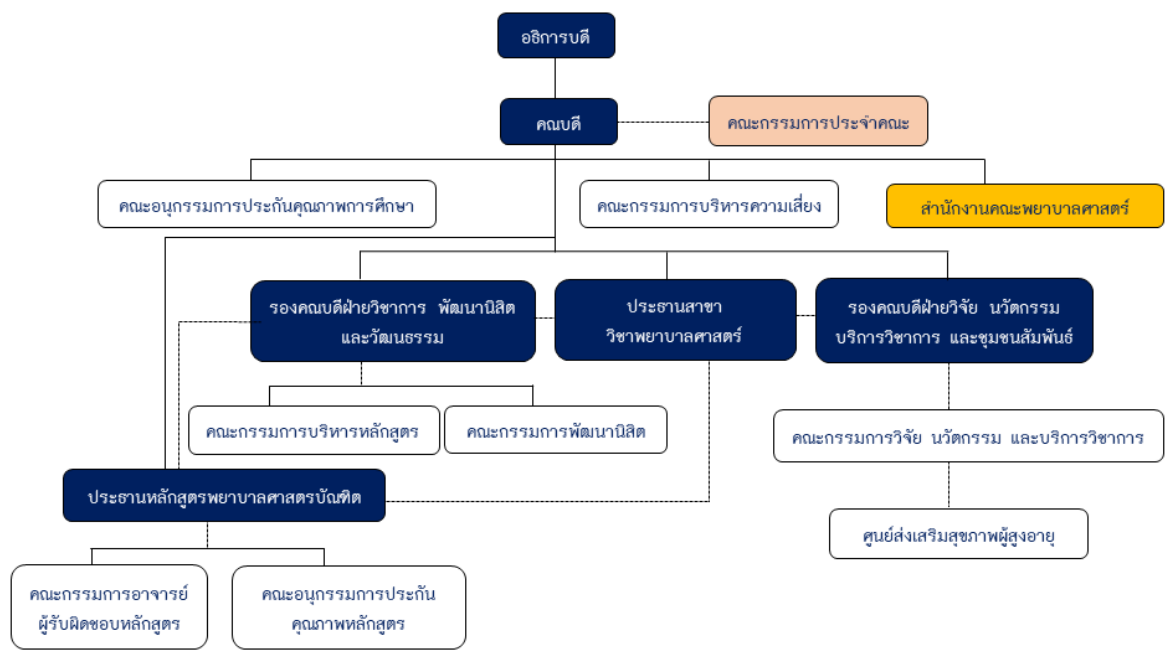 อธิการบดี
คณบดี
คณะกรรมการประจำคณะ
คณะอนุกรรมการประกันคุณภาพการศึกษา
คณะกรรมการบริหารความเสี่ยง
สำนักงานคณะพยาบาลศาสตร์
รองคณบดีฝ่ายวิชาการ พัฒนานิสิต
และวัฒนธรรม
ประธานสาขา
วิชาพยาบาลศาสตร์
รองคณบดีฝ่ายวิจัย นวัตกรรม
บริการวิชาการ และชุมชนสัมพันธ์
คณะกรรมการบริหารหลักสูตร
คณะกรรมการพัฒนานิสิต
คณะกรรมการวิจัย นวัตกรรม และบริการวิชาการ
ประธานหลักสูตรพยาบาลศาสตรบัณฑิต
ศูนย์ส่งเสริมสุขภาพผู้สูงอายุ
คณะกรรมการอาจารย์
ผู้รับผิดชอบหลักสูตร
คณะอนุกรรมการประกัน
คุณภาพหลักสูตร